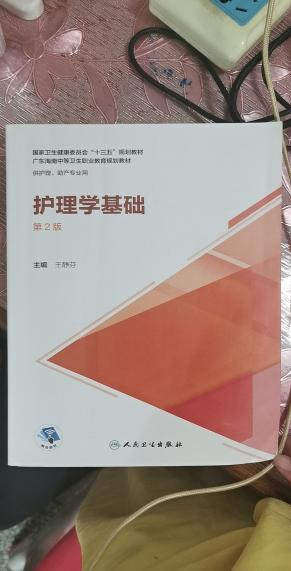 国家卫生健康委员会“十三五”规划教材
广东海南中等卫生职业教育规划教材
供护理、助产专业用
护理学基础
第2版
主编 王静芬
人民卫生出版社